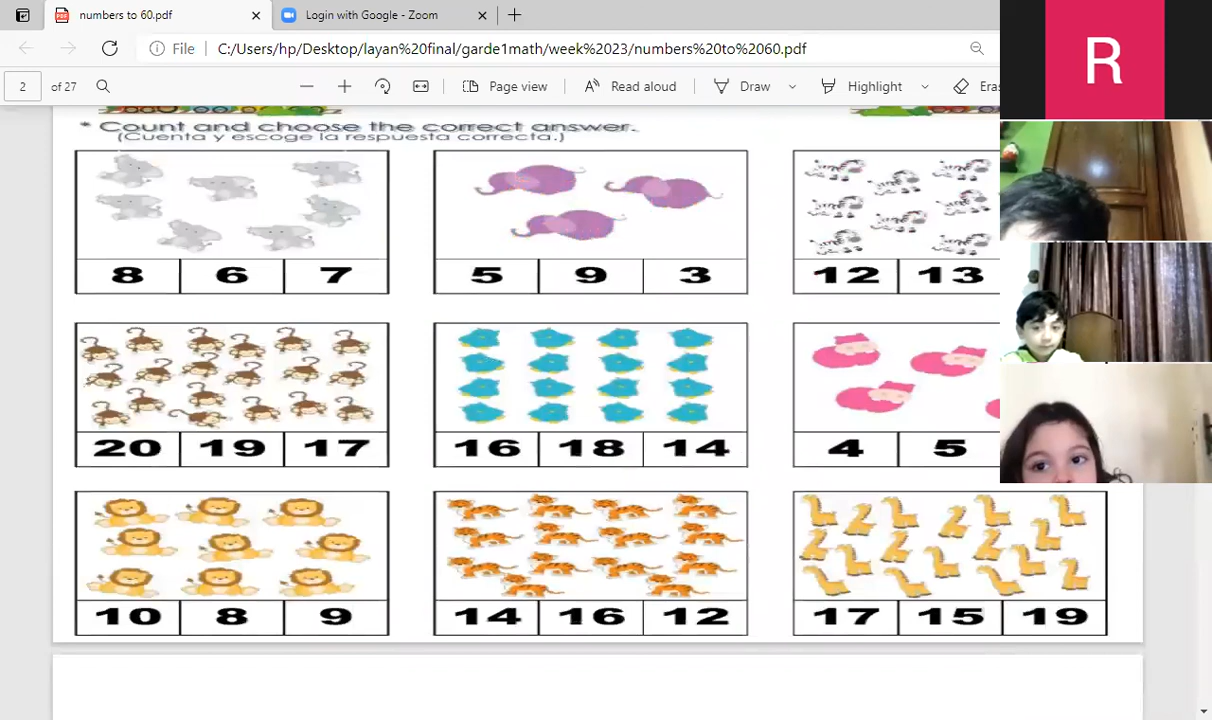 numbers to 60.pdf
Login with Google - Zoom
File C:/Users/hp/Desktop/layan%20final/garde1math/week%2023/numbers%20to%2060.pdf
2 of 27 Page view Read aloud Draw Highlight
R
* Count and choose the correct answer.
(Cuenta y escoge la respuesta correcta.)
8 6 7
5 9 3
12 13
20 19 17
16 18 14
4 5
10 8 9
14 16 12
17 15 19